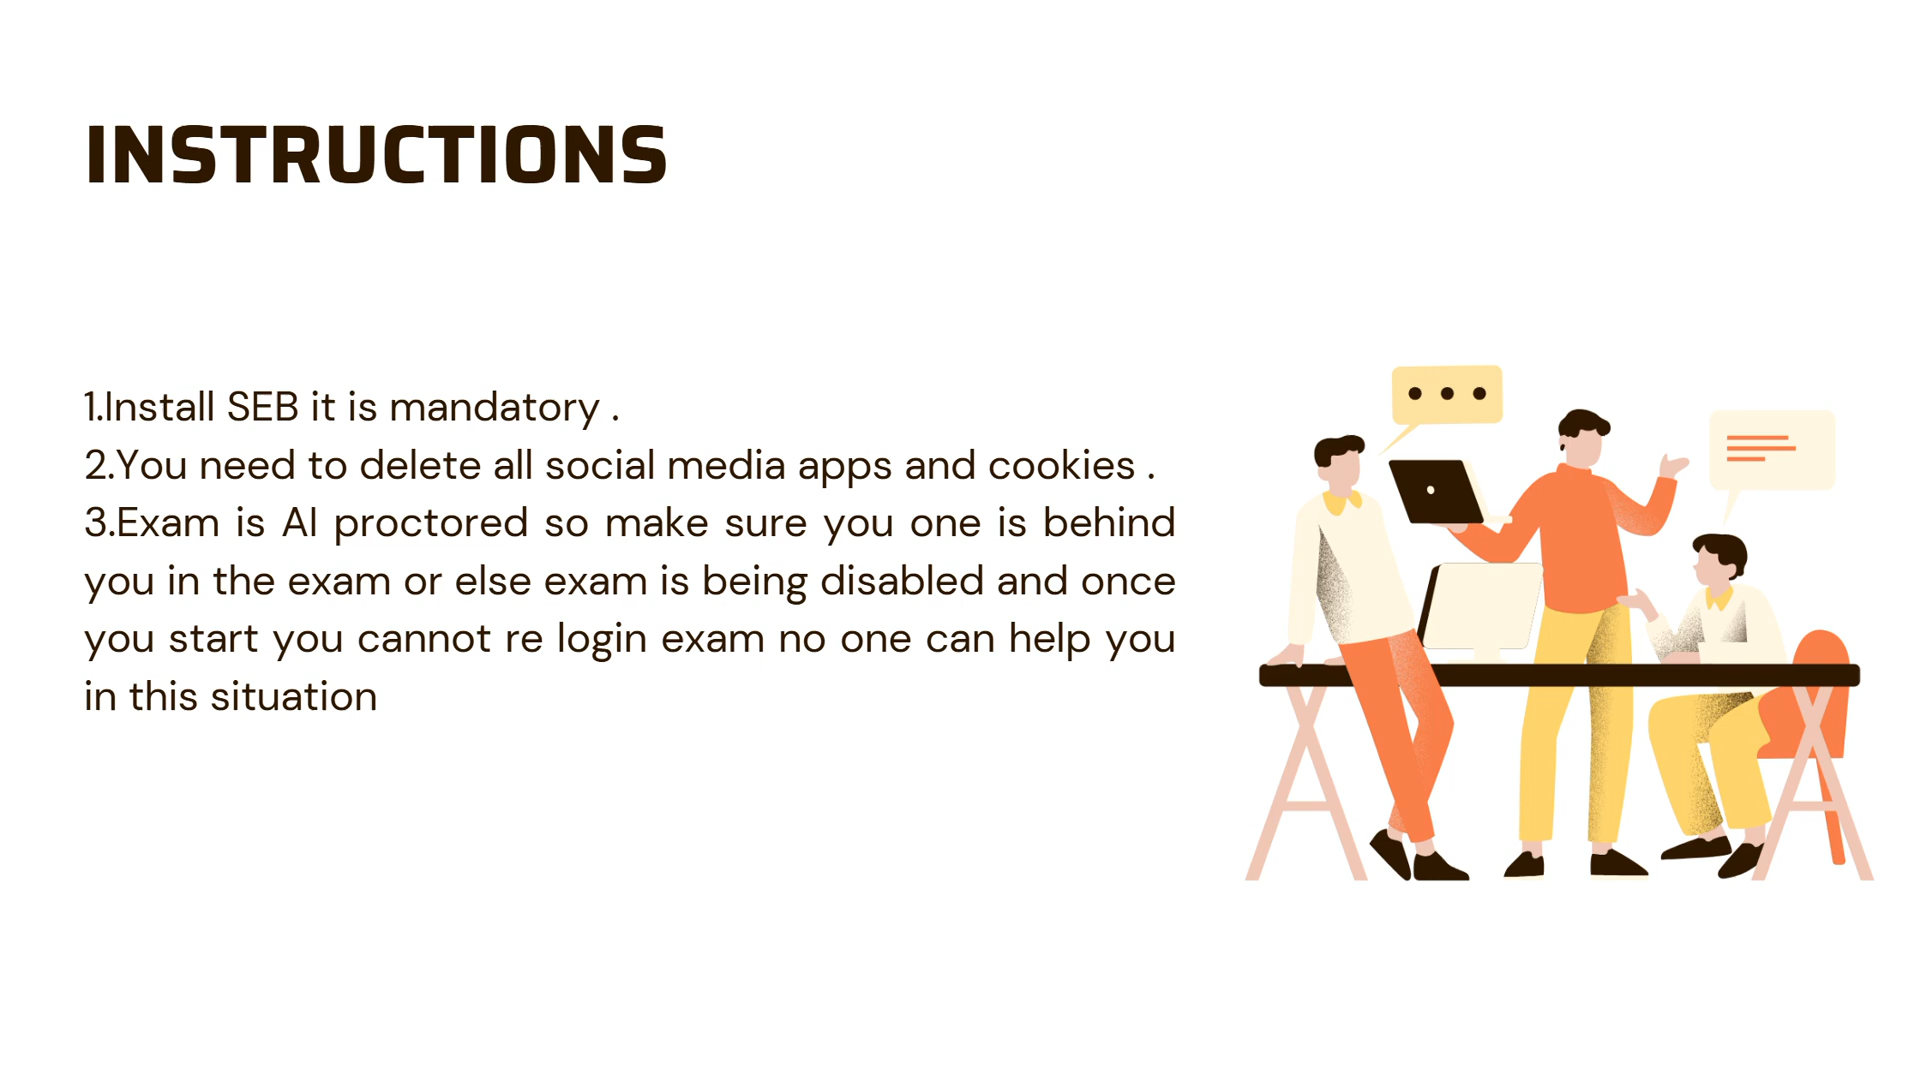 INSTRUCTIONS
1.Install SEB it is mandatory .
2.You need to delete all social media apps and cookies .
3.Exam is AI proctored so make sure you one is behind
you in the exam or else exam is being disabled and once
you start you cannot re login exam no one can help you
in this situation